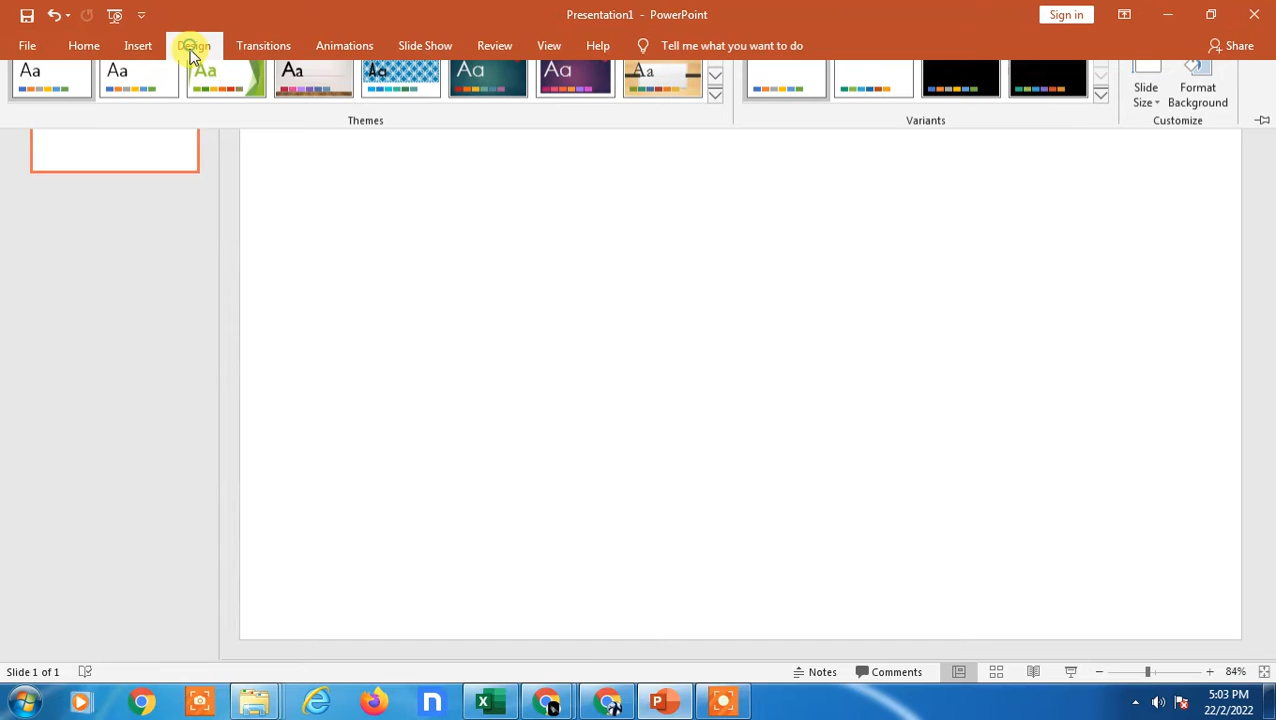 Presentation1 - PowerPoint
Sign in
File Home Insert Design Transitions Animations Slide Show Review View Help Tell me what you want to do Share
Aa Aa Aa Aa Aa Aa Aa Aa
Slide Size
Format Background
Themes Variants Customize
Slide 1 of 1
Notes Comments 84%
5:03 PM
22/2/2022